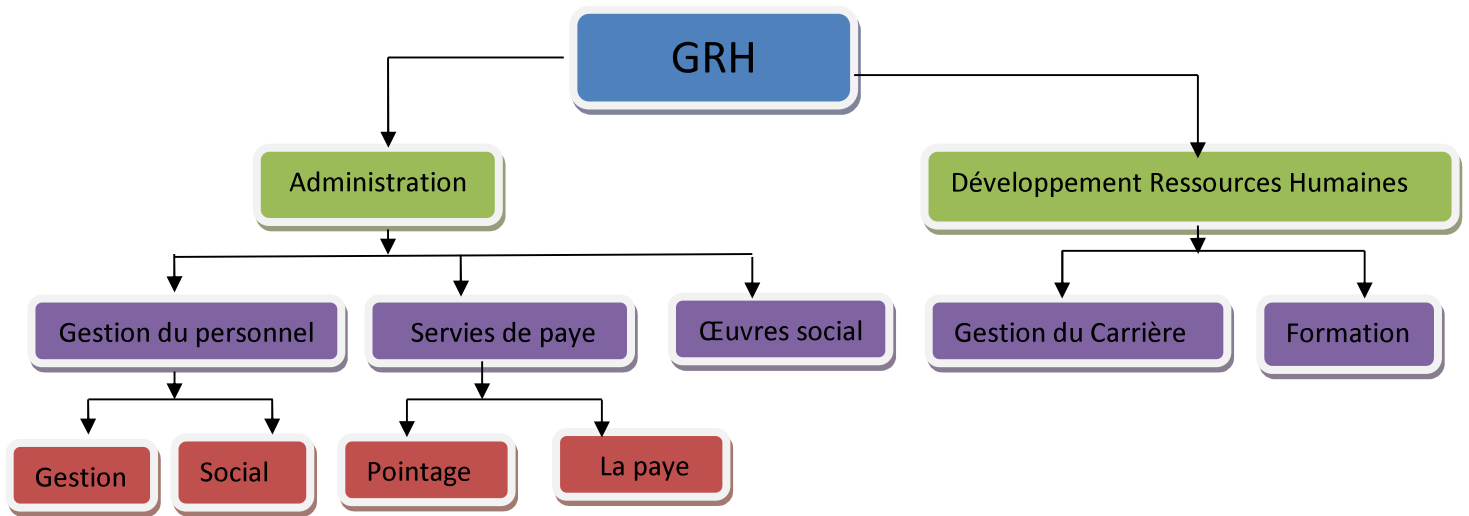 GRH
Administration
Développement Ressources Humaines
Gestion du personnel
Servies de paye
Œuvres social
Gestion du Carrière
Formation
Gestion
Social
Pointage
La paye